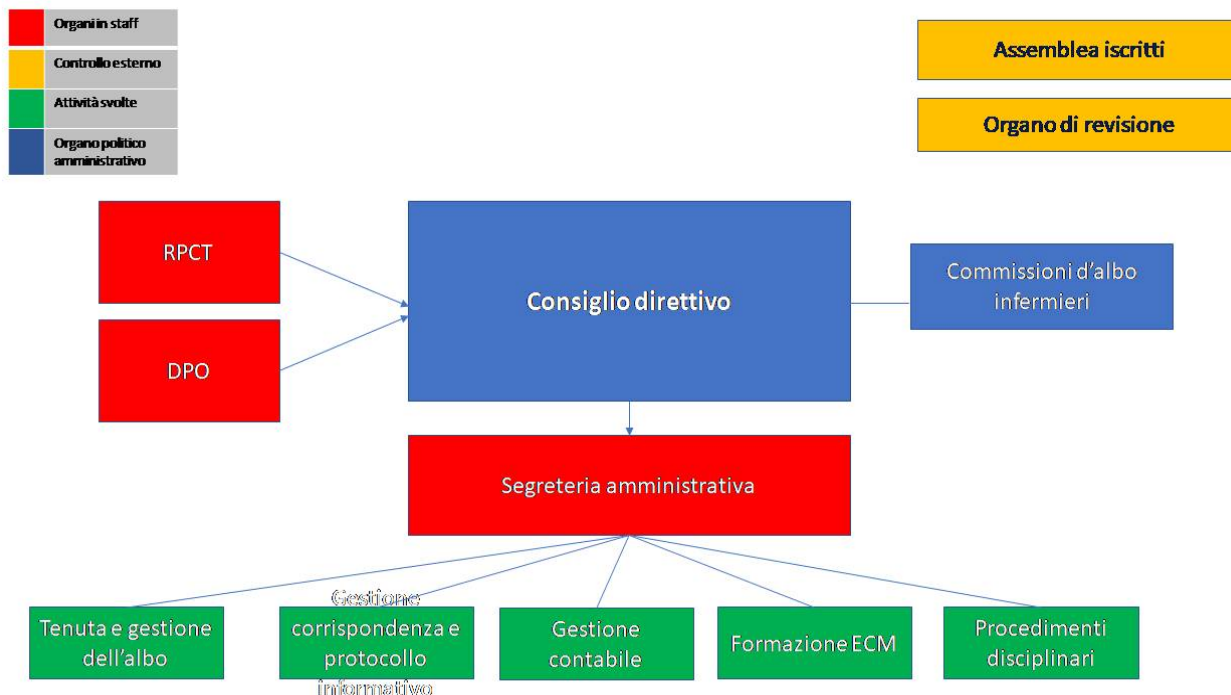 Organi in staff
Controllo esterno
Attività svolte
Organo politico
amministrativo
Assemblea iscritti
Organo di revisione
RPCT
DPO
Consiglio direttivo
Commissioni d'albo
infermieri
Segreteria amministrativa
Tenuta e gestione
dell'albo
Gestione
corrispondenza e
protocollo
informativo
Gestione
contabile
Formazione ECM
Procedimenti
disciplinari